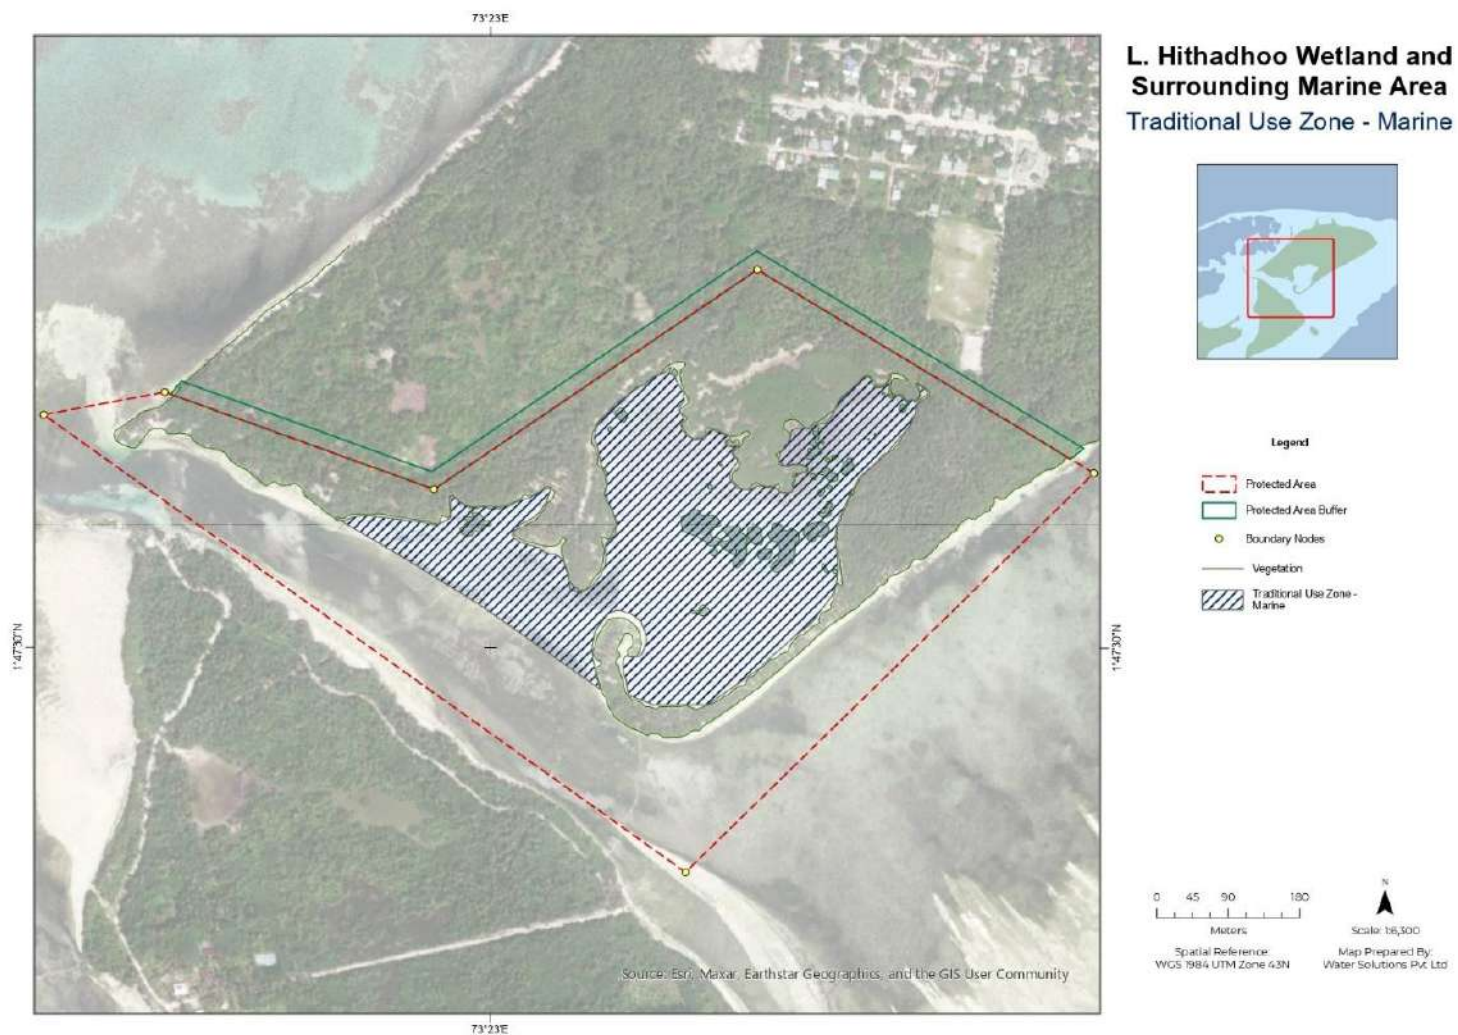 73°23'E
L. Hithadhoo Wetland and
Surrounding Marine Area
Traditional Use Zone - Marine
Legend
Protected Area
Protected Area Buffer
Boundary Nodes
Vegetation
Traditional Use Zone -
Marine
1°47'30"N
1°47'30"N
0 45 90 180
Meters
N
Scale: 1:6,300
Spatial Reference:
WGS 1984 UTM Zone 43N
Map Prepared By:
Water Solutions Pvt Ltd
Source: Esri, Maxar, Earthstar Geographics, and the GIS User Community
73°23'E